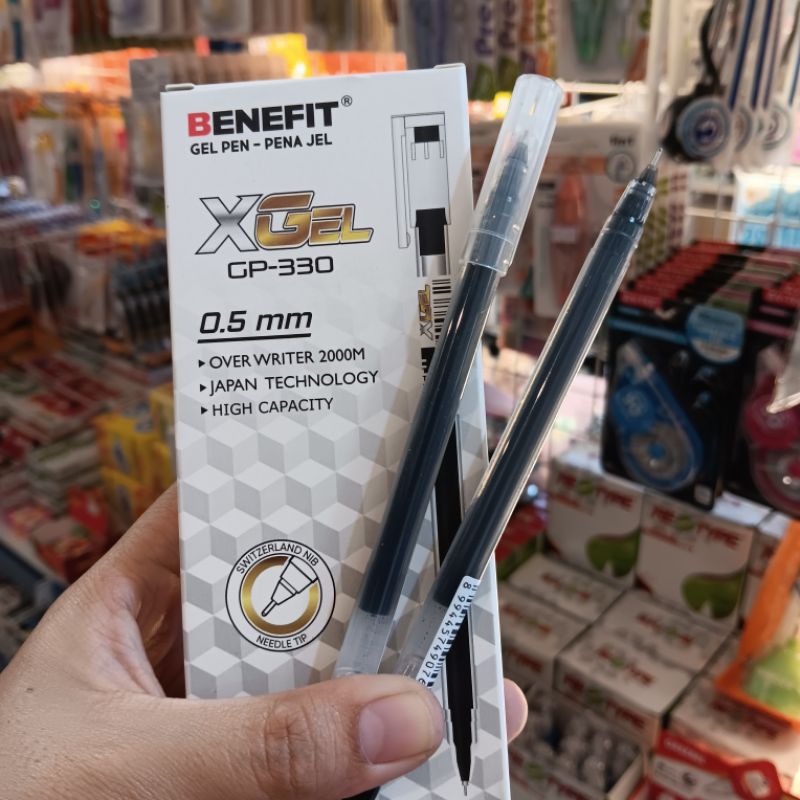 BENEFIT®
GEL PEN - PENA JEL
XGEL
GP-330
0.5 mm
▸ OVER WRITER 2000M
▸ JAPAN TECHNOLOGY
▸ HIGH CAPACITY
SWITZERLAND NIB
NEEDLE TIP
XGEL